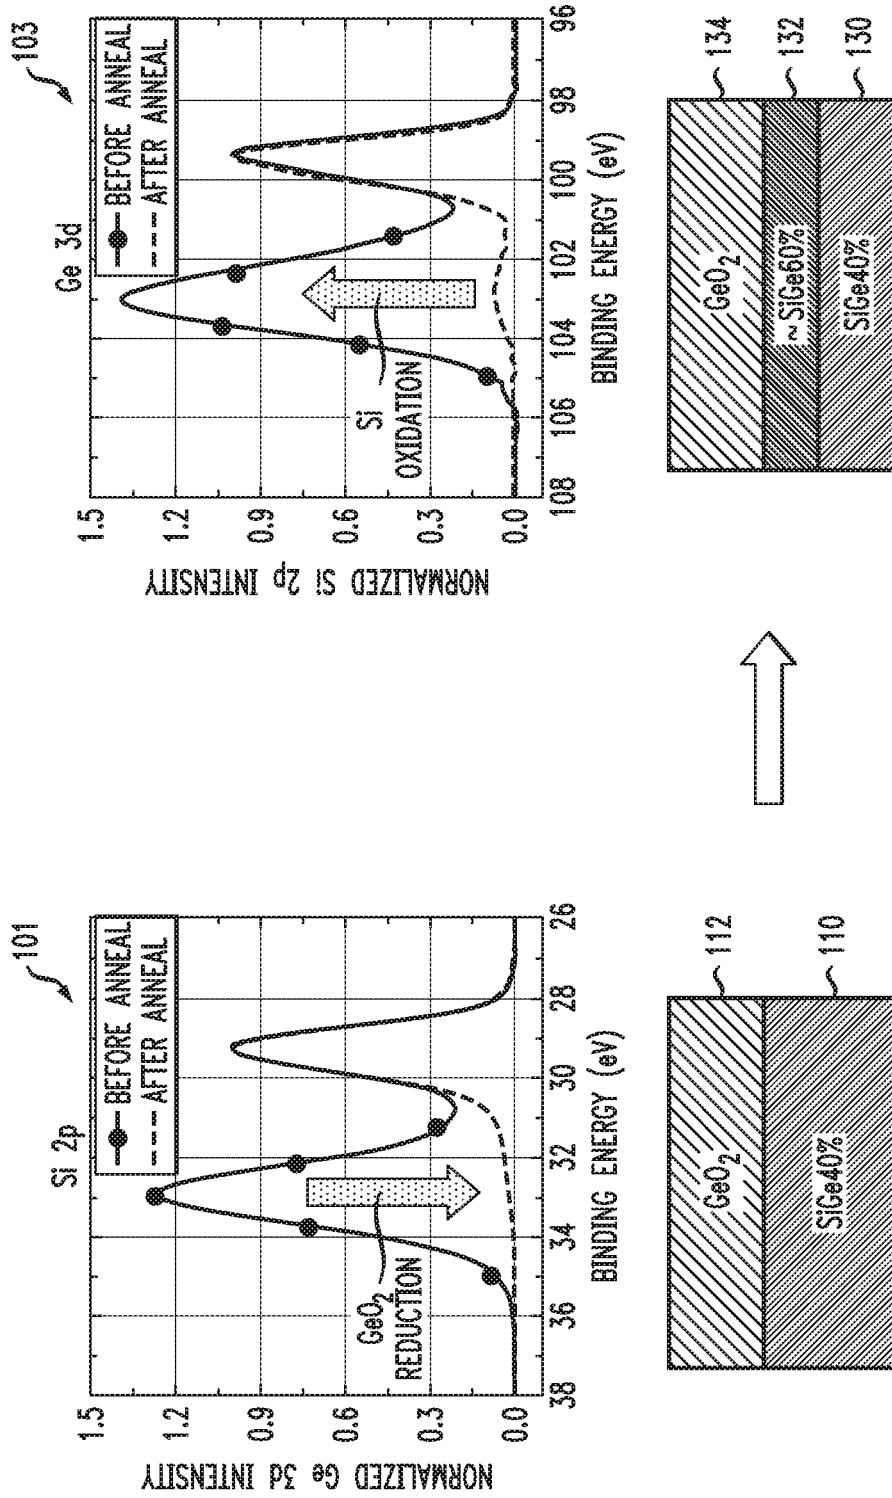 101
Si 2p
BEFORE ANNEAL
AFTER ANNEAL
NORMALIZED Ge 3d INTENSITY
1.5
1.2
0.9
0.6
0.3
0.0
GeO2
REDUCTION
38 36 34 32 30 28 26
BINDING ENERGY (eV)
103
Ge 3d
BEFORE ANNEAL
AFTER ANNEAL
NORMALIZED Si 2p INTENSITY
1.5
1.2
0.9
0.6
0.3
0.0
Si
OXIDATION
108 106 104 102 100 98 96
BINDING ENERGY (eV)
GeO2
112
SiGe40%
110
GeO2
134
~SiGe60%
132
SiGe40%
130